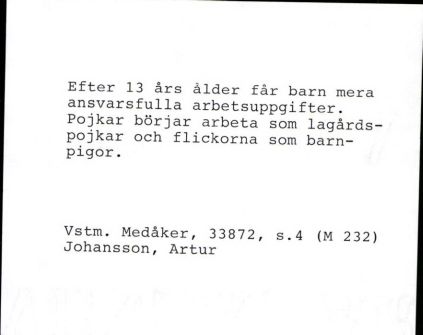 Efter 13 års ålder får barn mera
ansvarsfulla arbetsuppgifter.
Pojkar börjar arbeta som lagårds-
pojkar och flickorna som barn-
pigor.
Vstm. Medåker, 33872, s.4 (M 232)
Johansson, Artur